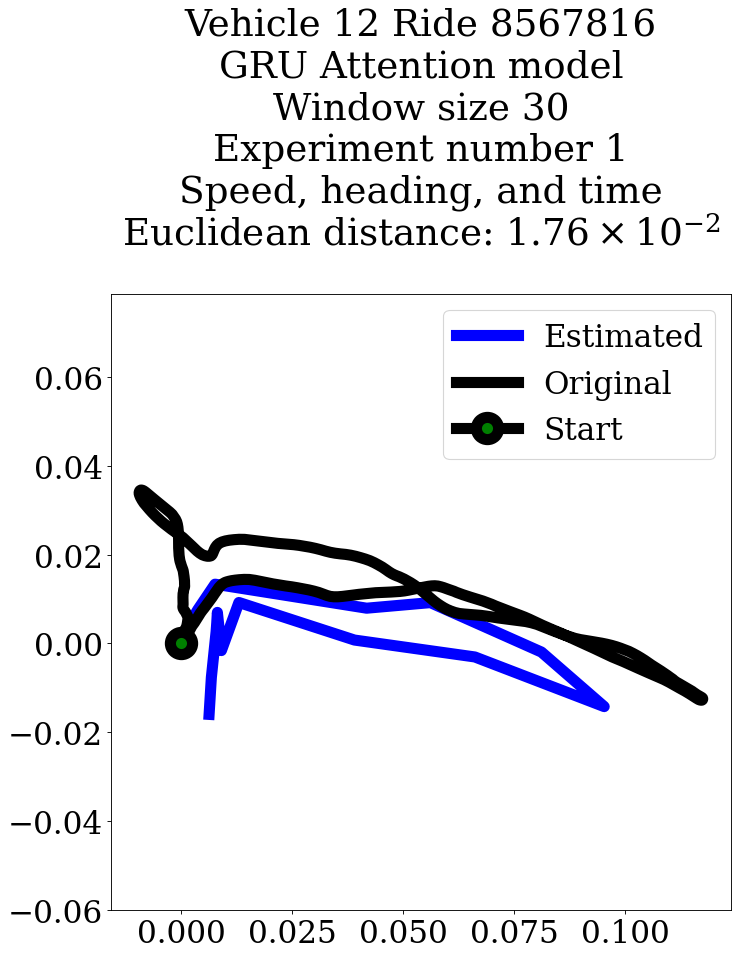 Vehicle 12 Ride 8567816
GRU Attention model
Window size 30
Experiment number 1
Speed, heading, and time
Euclidean distance: 1.76 × 10⁻²
Estimated
Original
Start
0.06
0.04
0.02
0.00
−0.02
−0.04
−0.06
0.000 0.025 0.050 0.075 0.100